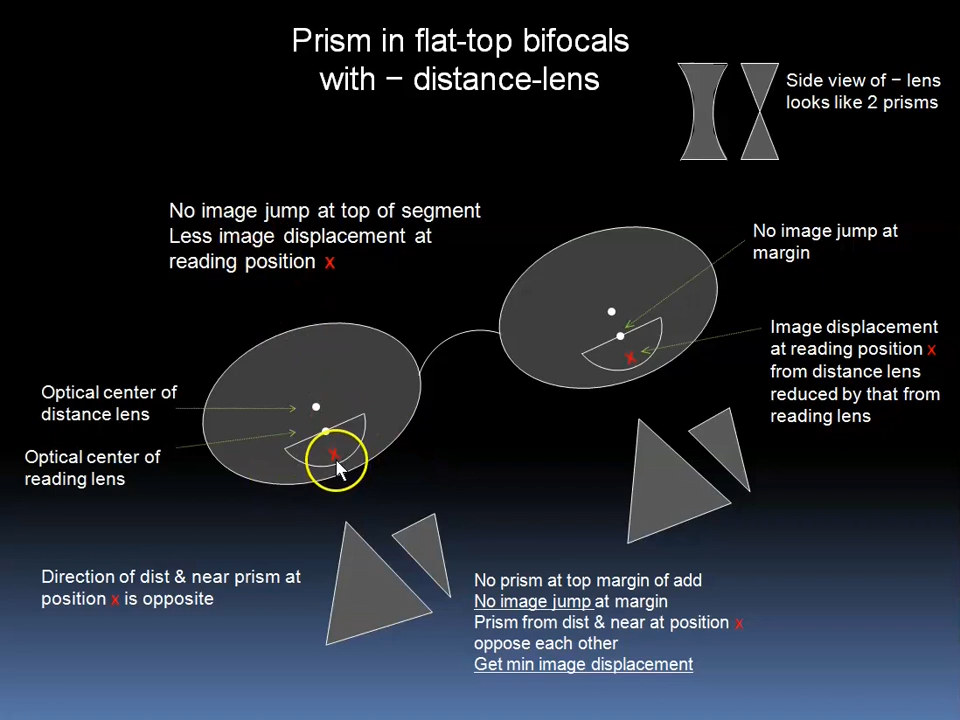 Prism in flat-top bifocals
with − distance-lens
Side view of − lens
looks like 2 prisms
No image jump at top of segment
Less image displacement at
reading position x
No image jump at
margin
Image displacement
at reading position x
from distance lens
reduced by that from
reading lens
x
Optical center of
distance lens
Optical center of
reading lens
x
Direction of dist & near prism at
position x is opposite
No prism at top margin of add
No image jump at margin
Prism from dist & near at position x
oppose each other
Get min image displacement